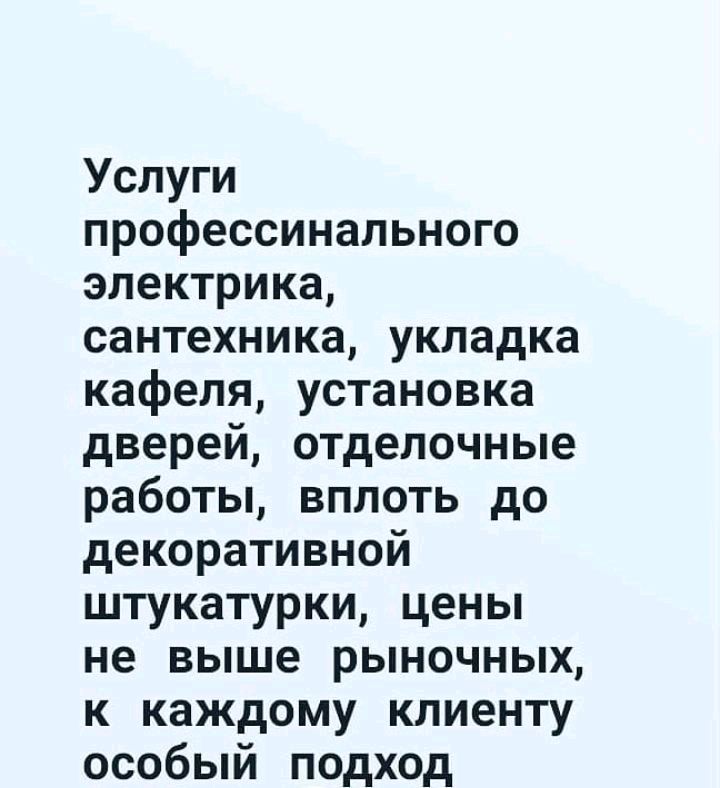 Услуги
профессинального
электрика,
сантехника, укладка
кафеля, установка
дверей, отделочные
работы, вплоть до
декоративной
штукатурки, цены
не выше рыночных,
к каждому клиенту
особый подход